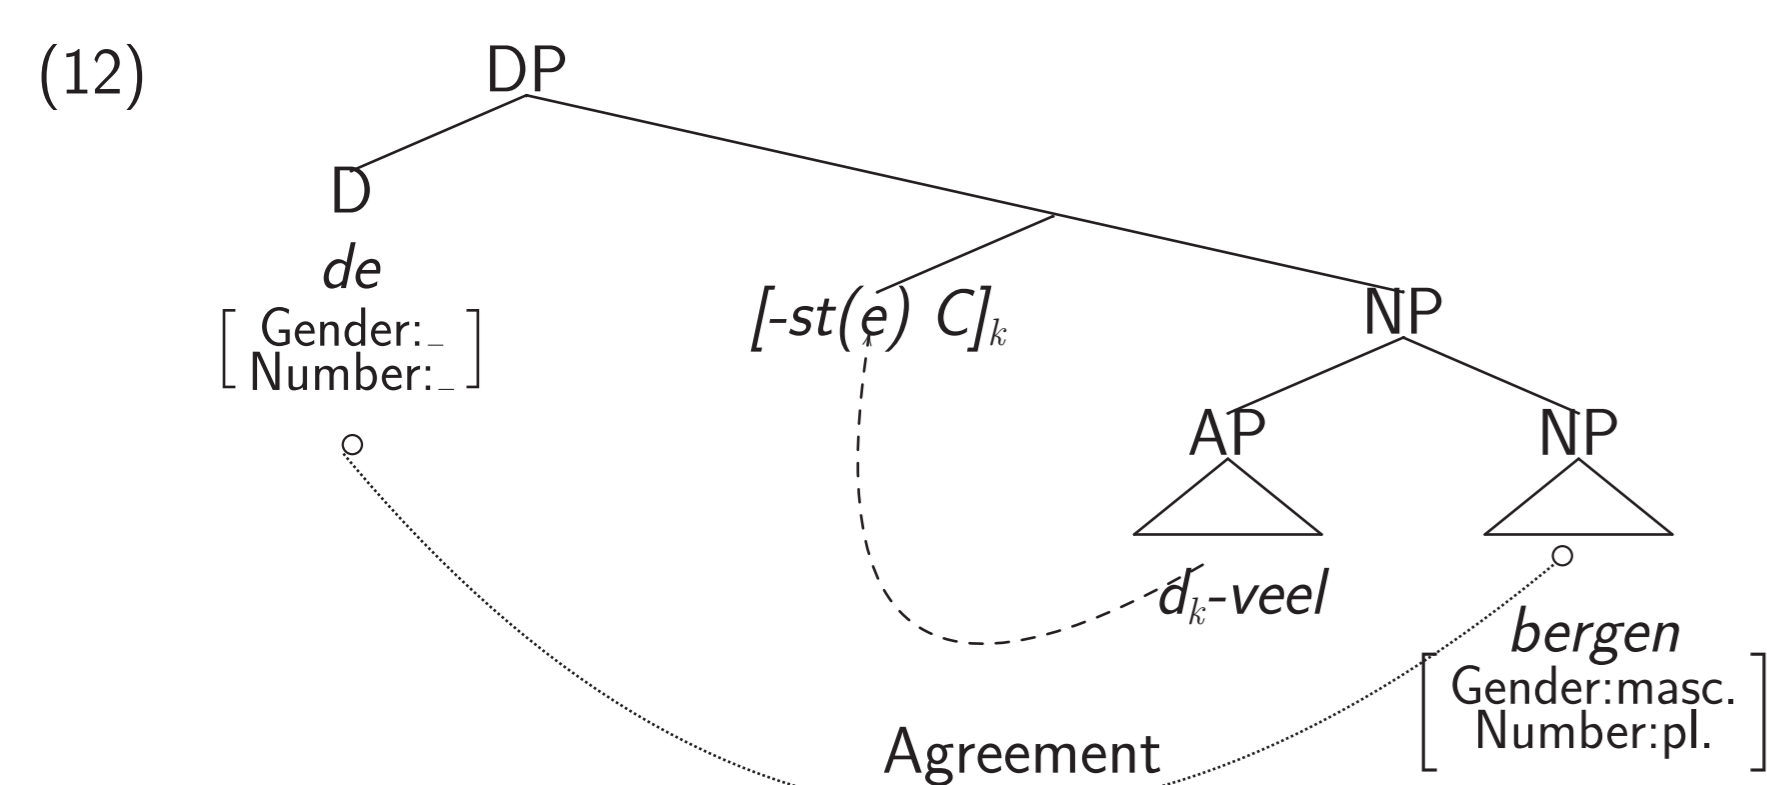 (12)
DP
D
de
Gender:_
Number:_
[-st(e) C]k
NP
AP
NP
dk-veel
bergen
Gender:masc.
Number:pl.
Agreement